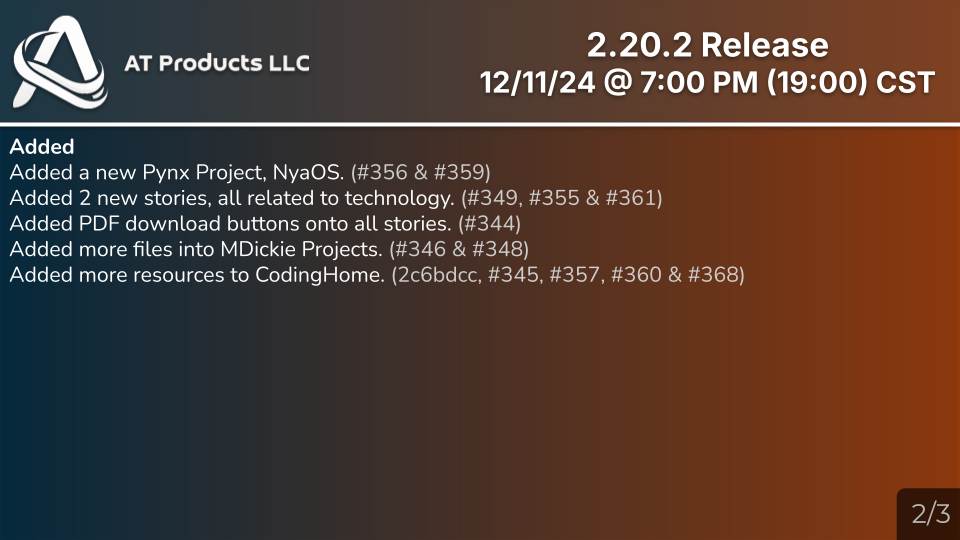 AT Products LLC
2.20.2 Release
12/11/24 @ 7:00 PM (19:00) CST
Added
Added a new Pynx Project, NyaOS. (#356 & #359)
Added 2 new stories, all related to technology. (#349, #355 & #361)
Added PDF download buttons onto all stories. (#344)
Added more files into MDickie Projects. (#346 & #348)
Added more resources to CodingHome. (2c6bdcc, #345, #357, #360 & #368)
2/3